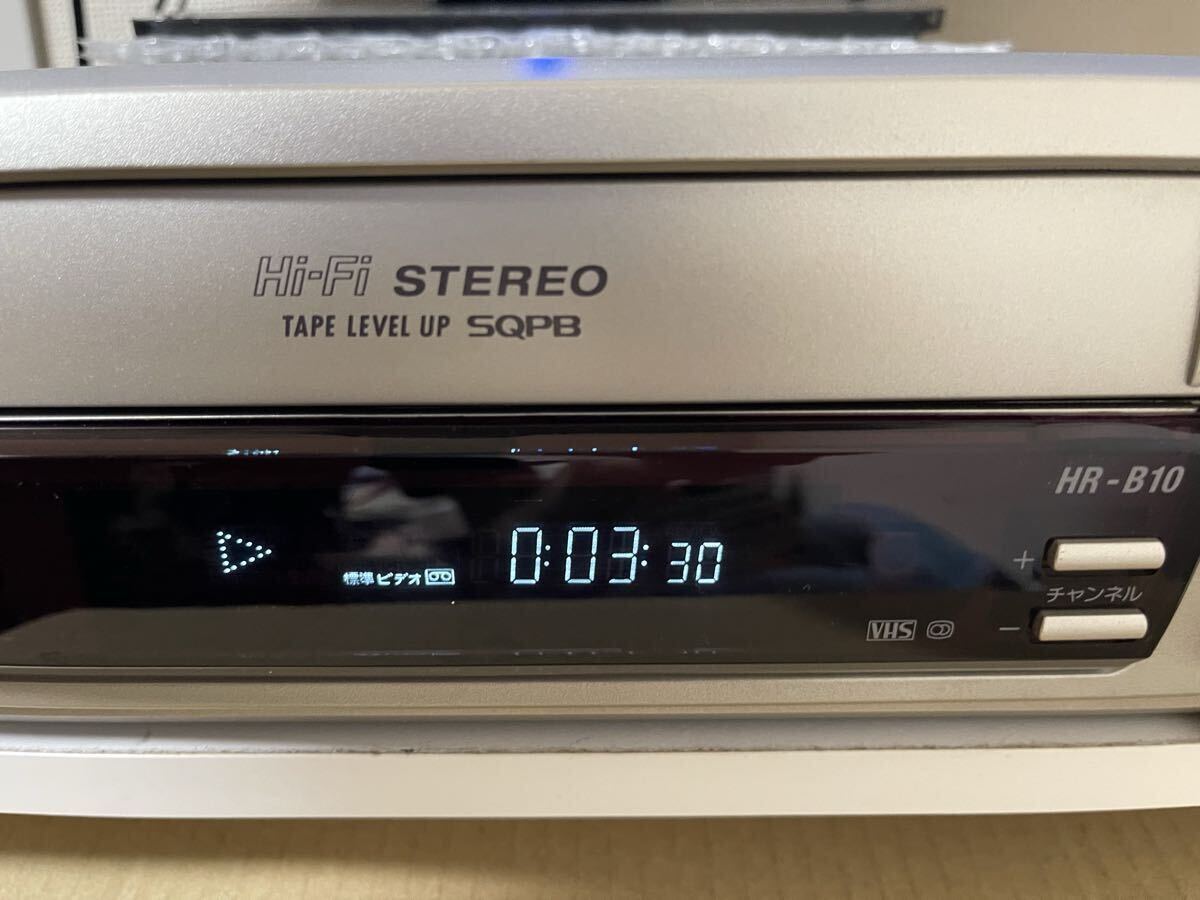 Hi-Fi STEREO
TAPE LEVEL UP SQPB
HR-B10
標準 ビデオ 0:03:30
+
チャンネル
VHS −